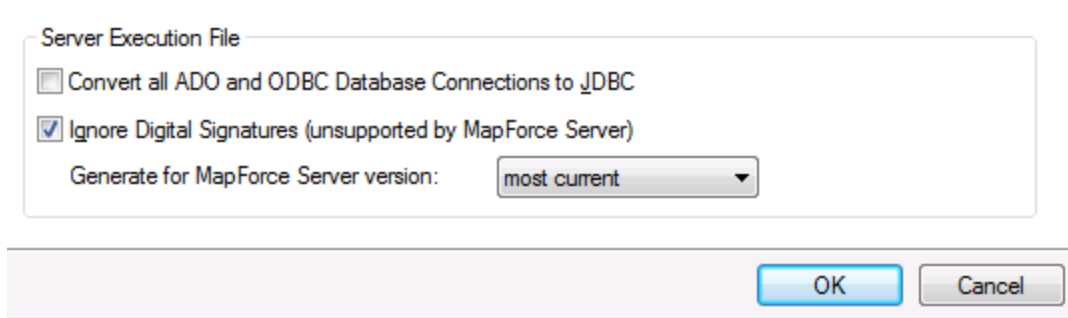 Server Execution File
Convert all ADO and ODBC Database Connections to JDBC
Ignore Digital Signatures (unsupported by MapForce Server)
Generate for MapForce Server version: most current
OK Cancel